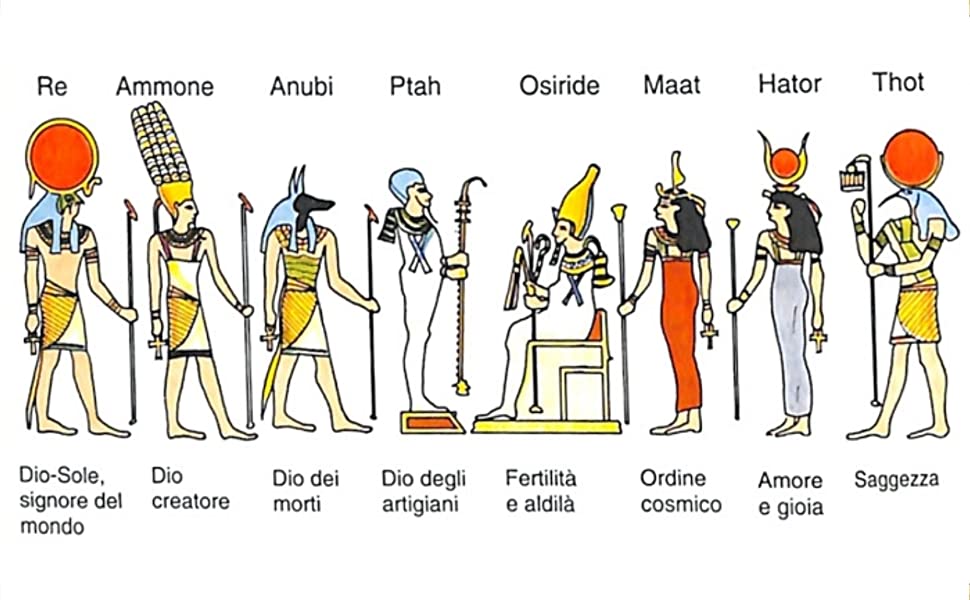 Re Ammone Anubi Ptah Osiride Maat Hator Thot
Dio-Sole,
signore del
mondo
Dio
creatore
Dio dei
morti
Dio degli
artigiani
Fertilità
e aldilà
Ordine
cosmico
Amore
e gioia
Saggezza